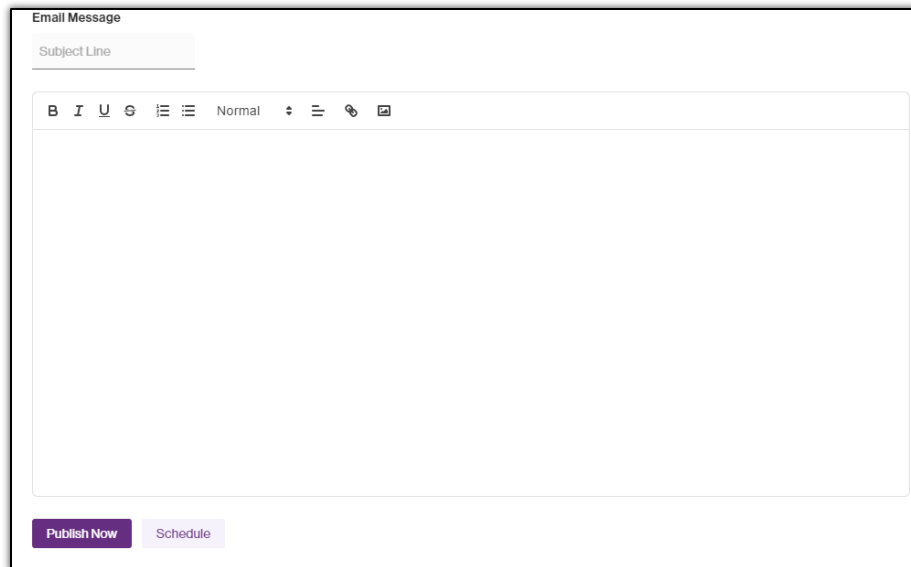 Email Message
Subject Line
B I U S Normal
Publish Now Schedule